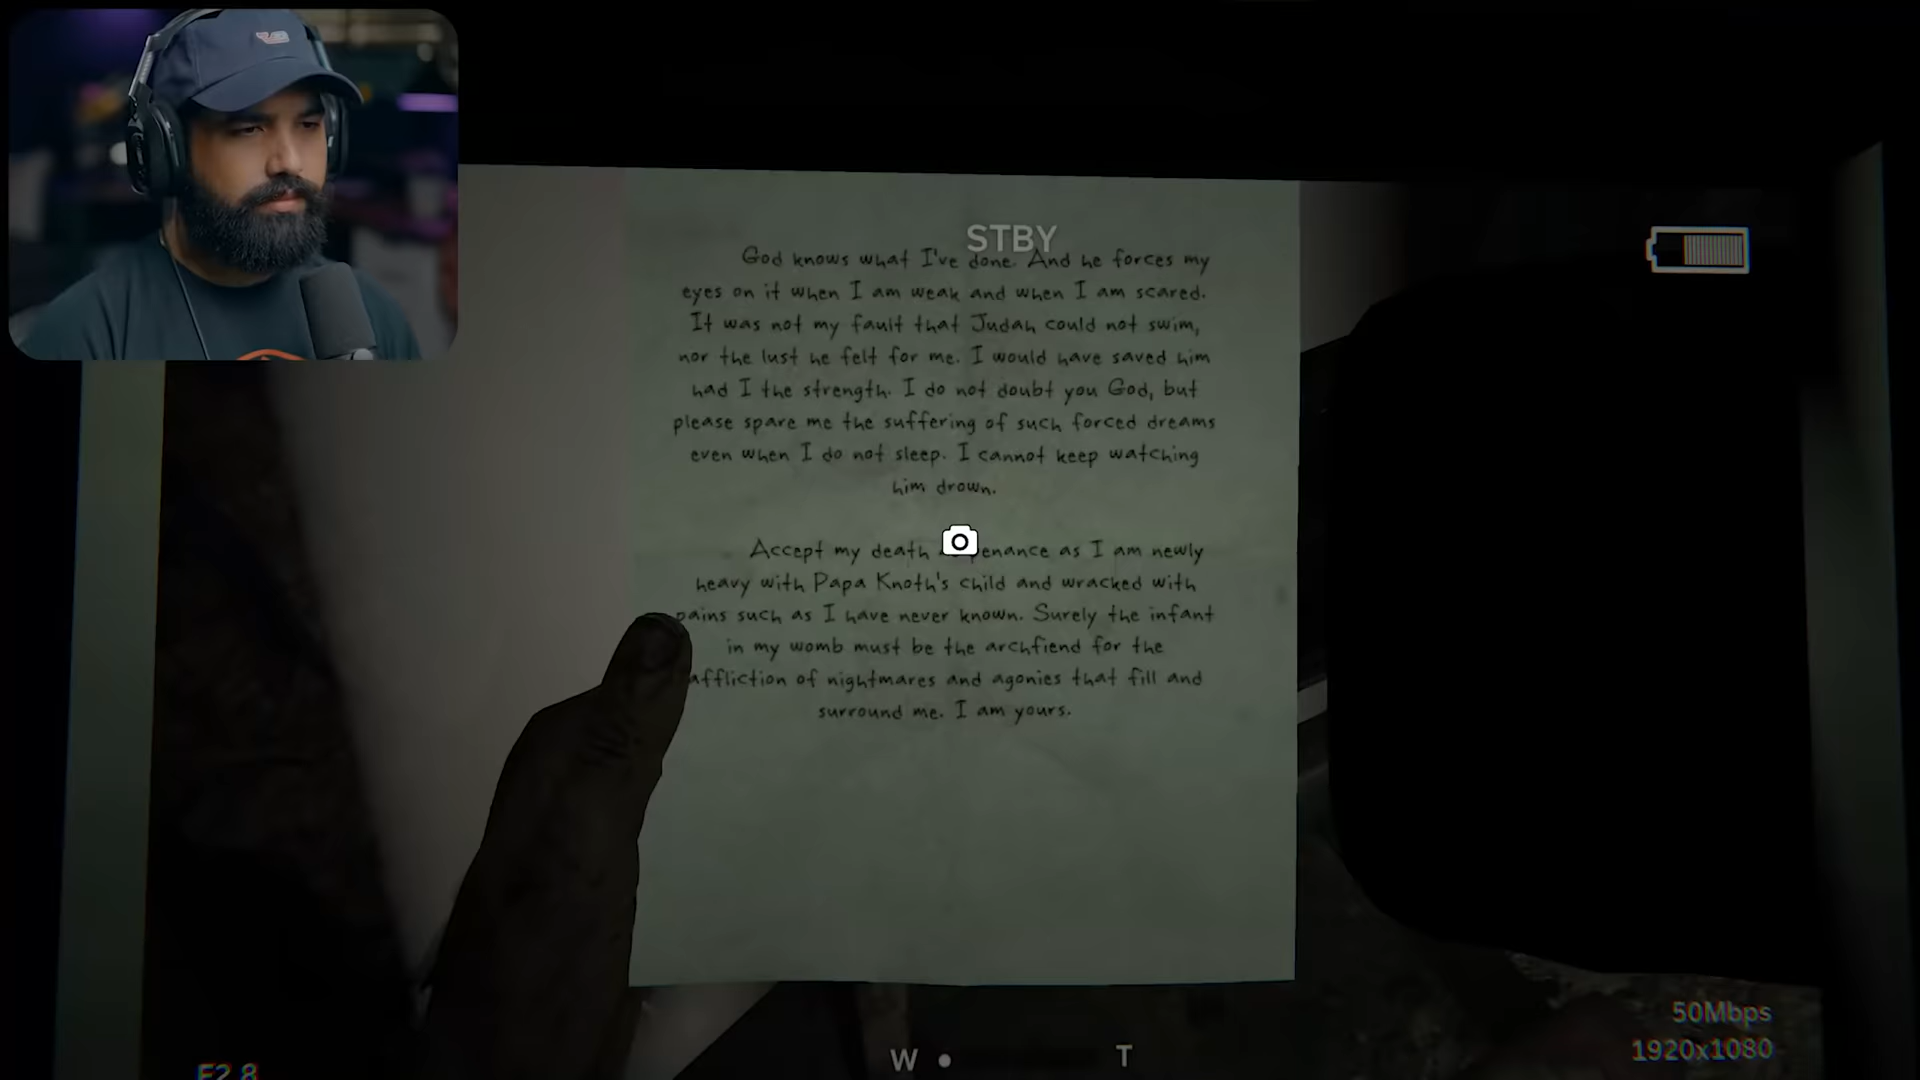 STBY
God knows what I've done. And he forces my
eyes on it when I am weak and when I am scared.
It was not my fault that Judah could not swim,
nor the lust he felt for me. I would have saved him
had I the strength. I do not doubt you God, but
please spare me the suffering of such forced dreams
even when I do not sleep. I cannot keep watching
him drown.
Accept my death penance as I am newly
heavy with Papa Knoth's child and wracked with
pains such as I have never known. Surely the infant
in my womb must be the archfiend for the
affliction of nightmares and agonies that fill and
surround me. I am yours.
50Mbps
1920x1080
W T
F2.8